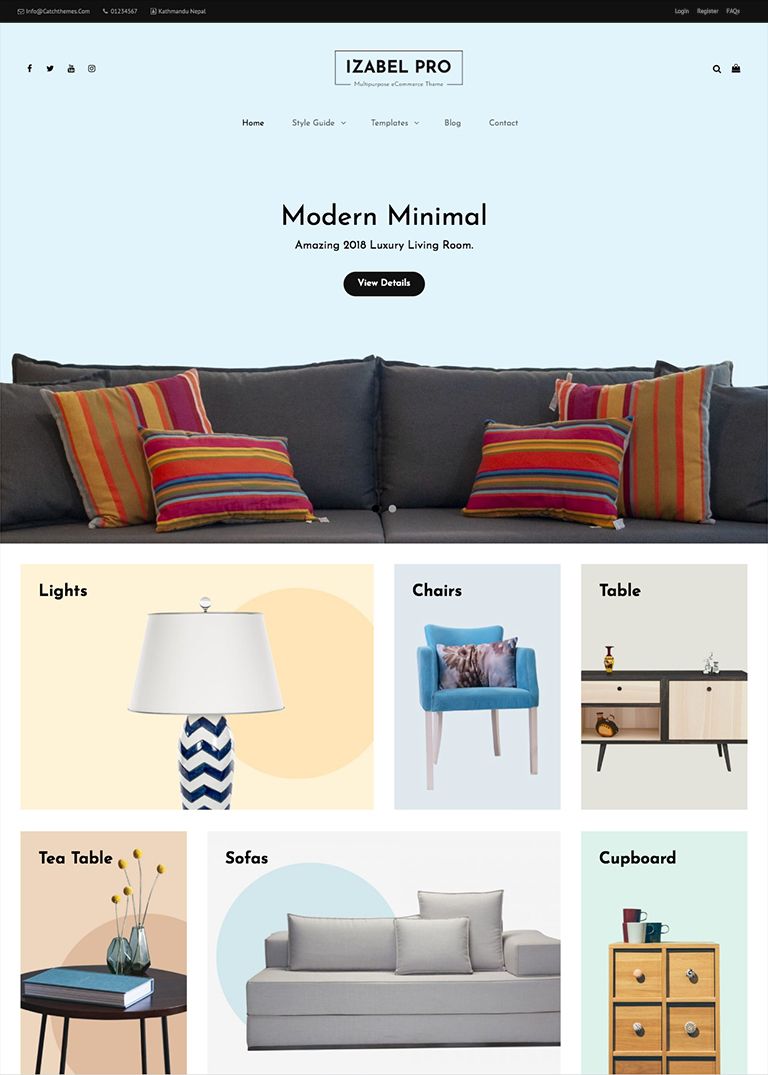 Info@Catchthemes.Com 01234567 Kathmandu Nepal Login Register FAQs
IZABEL PRO
Multipurpose eCommerce Theme
Home Style Guide Templates Blog Contact
Modern Minimal
Amazing 2018 Luxury Living Room.
View Details
Lights Chairs Table
Tea Table Sofas Cupboard